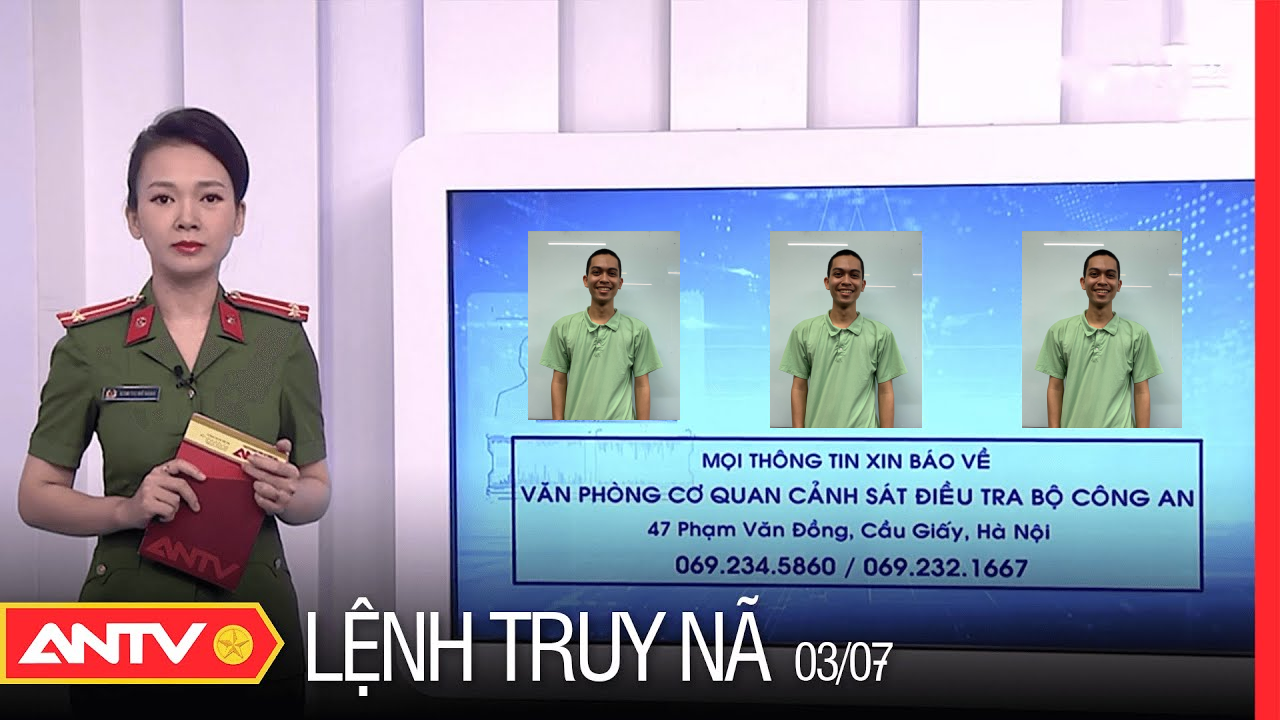 MỌI THÔNG TIN XIN BÁO VỀ
VĂN PHÒNG CƠ QUAN CẢNH SÁT ĐIỀU TRA BỘ CÔNG AN
47 Phạm Văn Đồng, Cầu Giấy, Hà Nội
069.234.5860 / 069.232.1667
ANTV
ANTV
LỆNH TRUY NÃ 03/07